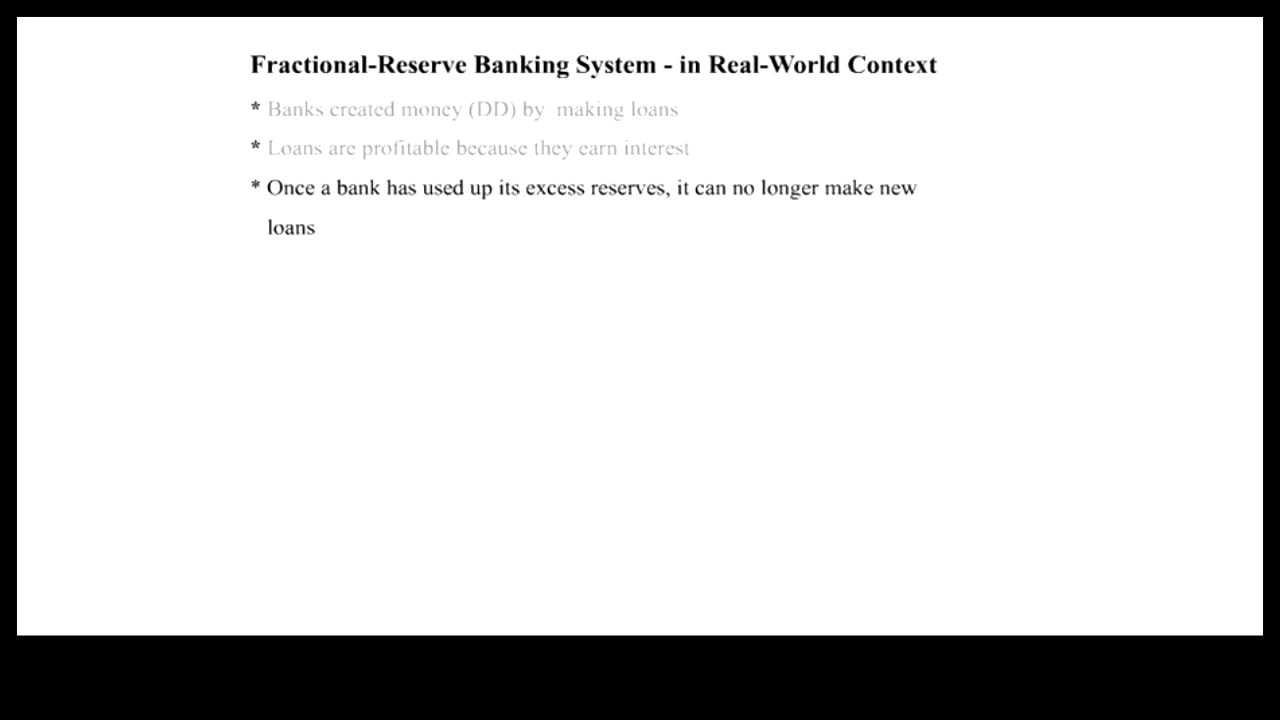 Fractional-Reserve Banking System - in Real-World Context
* Banks created money (DD) by  making loans
* Loans are profitable because they earn interest
* Once a bank has used up its excess reserves, it can no longer make new
loans